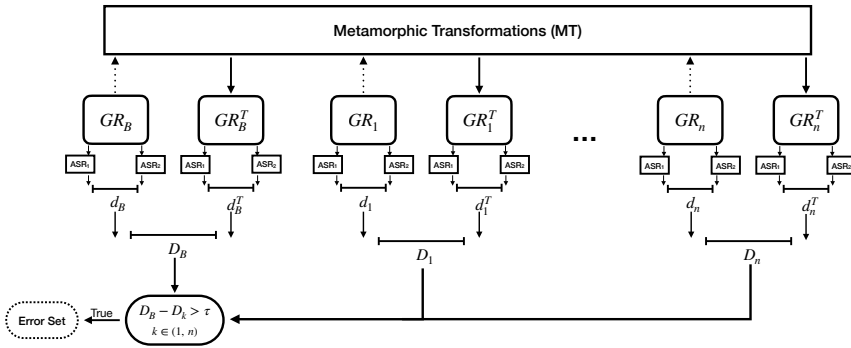 Metamorphic Transformations (MT)
GR_B GR_B^T GR_1 GR_1^T ... GR_n GR_n^T
ASR₁ ASR₂ ASR₁ ASR₂ ASR₁ ASR₂ ASR₁ ASR₂ ASR₁ ASR₂ ASR₁ ASR₂
d_B d_B^T d_1 d_1^T d_n d_n^T
D_B D_1 D_n
Error Set True D_B − D_k > τ
k ∈ (1, n)